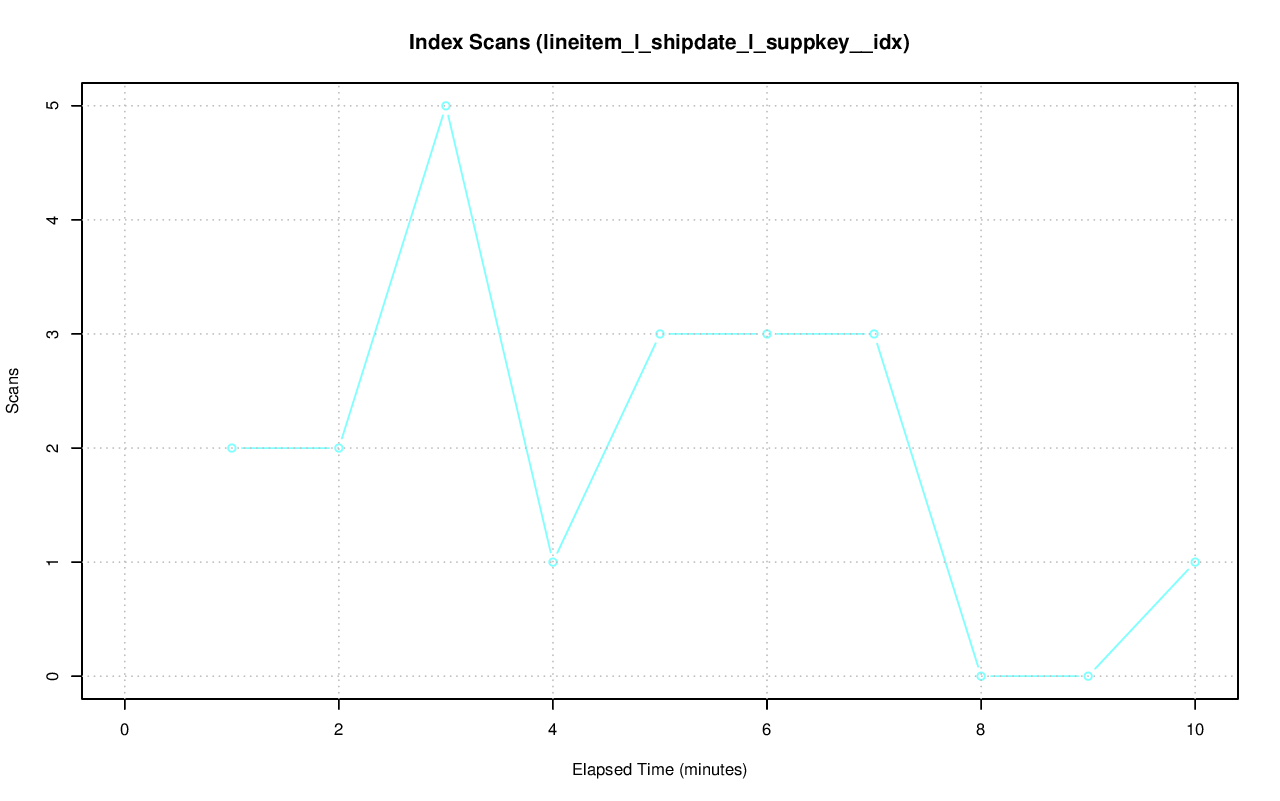 Index Scans (lineitem_l_shipdate_l_suppkey__idx)
5
4
3
2
1
0
Scans
0 2 4 6 8 10
Elapsed Time (minutes)